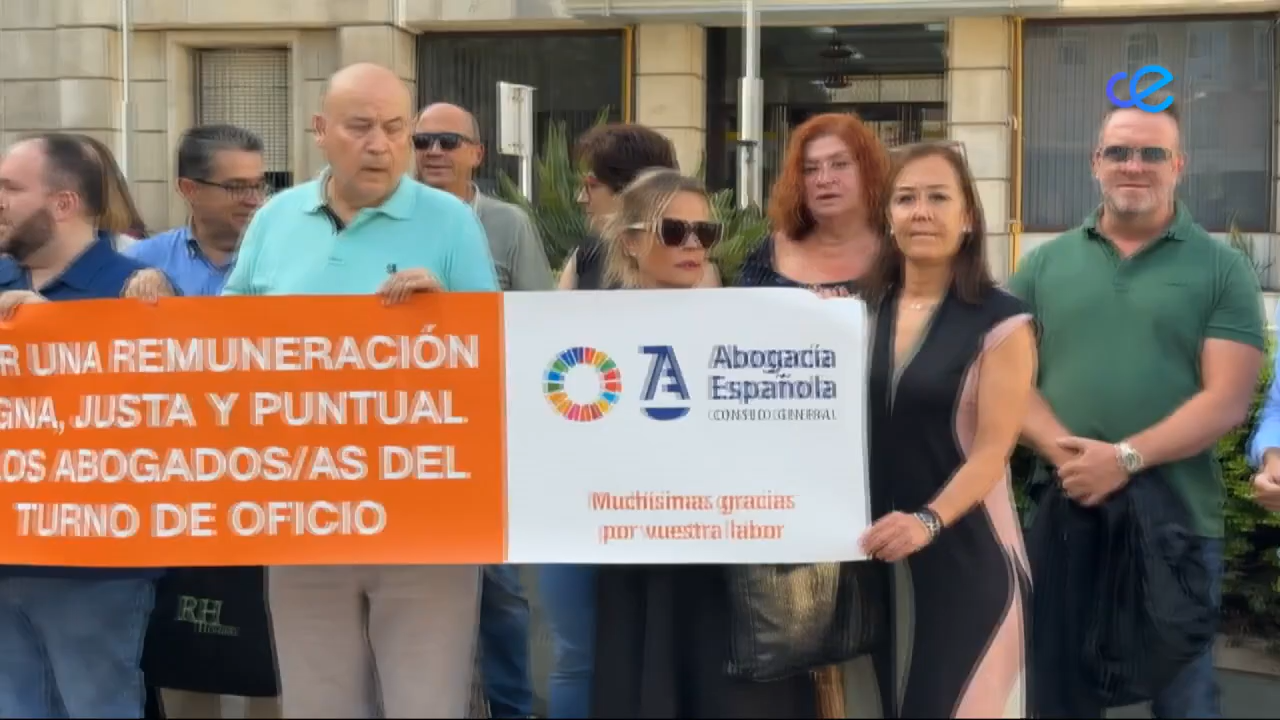 ce
R UNA REMUNERACIÓN
GNA, JUSTA Y PUNTUAL
LOS ABOGADOS/AS DEL
TURNO DE OFICIO
Abogacía
Española
CONSEJO GENERAL
Muchísimas gracias
por vuestra labor
RH